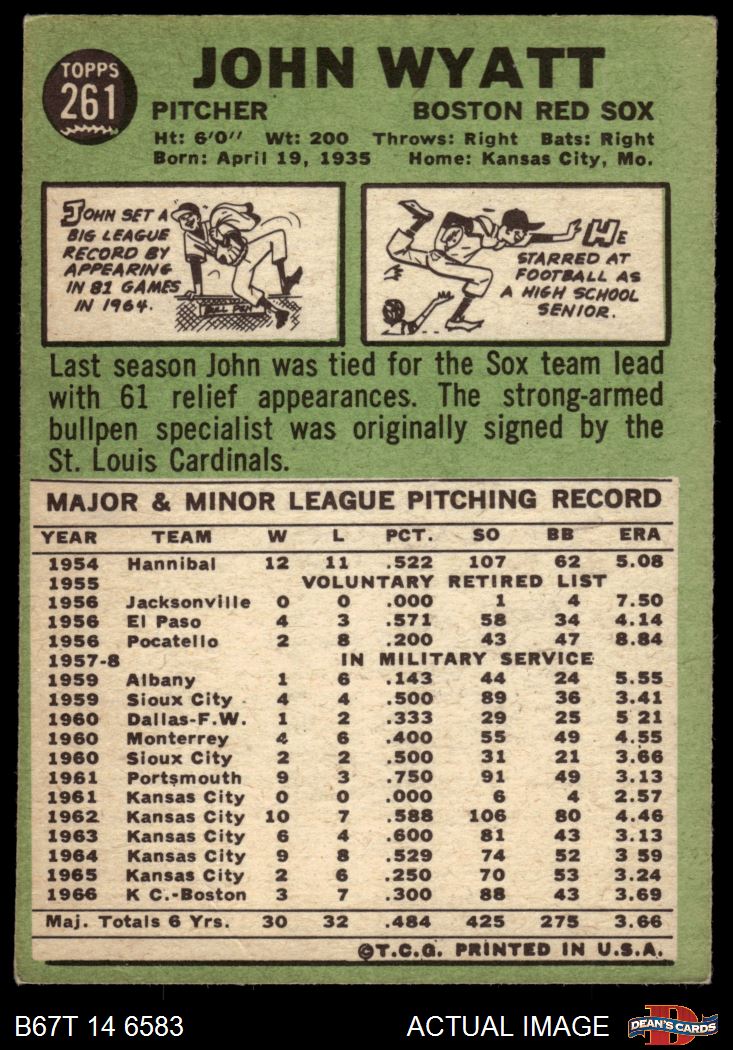 TOPPS
261
JOHN WYATT
PITCHER BOSTON RED SOX
Ht: 6'0" Wt: 200 Throws: Right Bats: Right
Born: April 19, 1935 Home: Kansas City, Mo.
JOHN SET A
BIG LEAGUE
RECORD BY
APPEARING
IN 81 GAMES
IN 1964.
BULL PEN
HE
STARRED AT
FOOTBALL AS
A HIGH SCHOOL
SENIOR.
Last season John was tied for the Sox team lead
with 61 relief appearances. The strong-armed
bullpen specialist was originally signed by the
St. Louis Cardinals.
MAJOR & MINOR LEAGUE PITCHING RECORD
YEAR TEAM W L PCT. SO BB ERA
1954 Hannibal 12 11 .522 107 62 5.08
1955 VOLUNTARY RETIRED LIST
1956 Jacksonville 0 0 .000 1 4 7.50
1956 El Paso 4 3 .571 58 34 4.14
1956 Pocatello 2 8 .200 43 47 8.84
1957-8 IN MILITARY SERVICE
1959 Albany 1 6 .143 44 24 5.55
1959 Sioux City 4 4 .500 89 36 3.41
1960 Dallas-F.W. 1 2 .333 29 25 5 21
1960 Monterrey 4 6 .400 55 49 4.55
1960 Sioux City 2 2 .500 31 21 3.66
1961 Portsmouth 9 3 .750 91 49 3.13
1961 Kansas City 0 0 .000 6 4 2.57
1962 Kansas City 10 7 .588 106 80 4.46
1963 Kansas City 6 4 .600 81 43 3.13
1964 Kansas City 9 8 .529 74 52 3 59
1965 Kansas City 2 6 .250 70 53 3.24
1966 K C.-Boston 3 7 .300 88 43 3.69
Maj. Totals 6 Yrs. 30 32 .484 425 275 3.66
©T.C.G. PRINTED IN U.S.A.
B67T 14 6583 ACTUAL IMAGE
D
DEAN'S CARDS